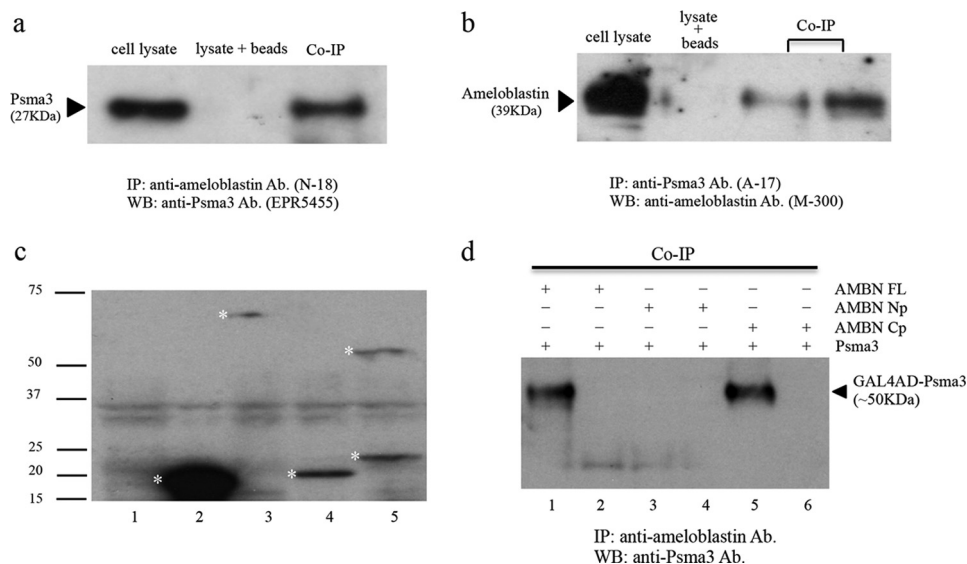 a
cell lysate lysate + beads Co-IP
Psma3
(27KDa)
IP: anti-ameloblastin Ab. (N-18)
WB: anti-Psma3 Ab. (EPR5455)
b
cell lysate
lysate
+
beads
Co-IP
Ameloblastin
(39KDa)
IP: anti-Psma3 Ab. (A-17)
WB: anti-ameloblastin Ab. (M-300)
c
75
50
37
25
20
15
* * * * *
1 2 3 4 5
d
Co-IP
+ + − − − − AMBN FL
− − + + − − AMBN Np
− − − − + + AMBN Cp
+ + + + + + Psma3
GAL4AD-Psma3
(~50KDa)
1 2 3 4 5 6
IP: anti-ameloblastin Ab.
WB: anti-Psma3 Ab.